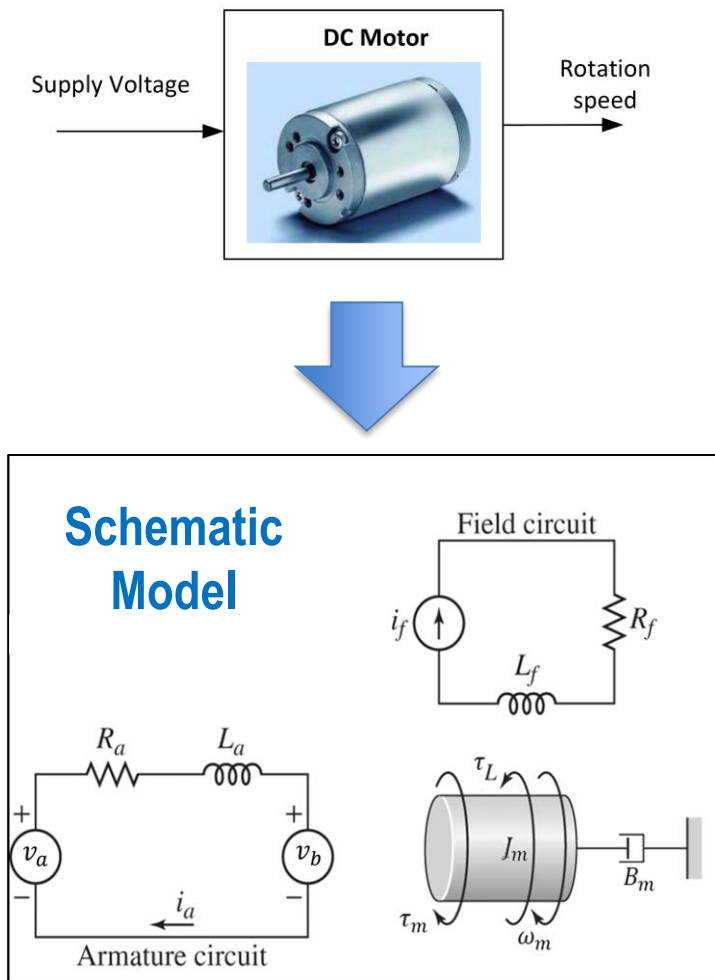 DC Motor
Supply Voltage
Rotation
speed
Schematic
Model
Field circuit
i_f
R_f
L_f
R_a
L_a
+
+
v_a
v_b
−
−
i_a
Armature circuit
τ_L
J_m
B_m
τ_m
ω_m